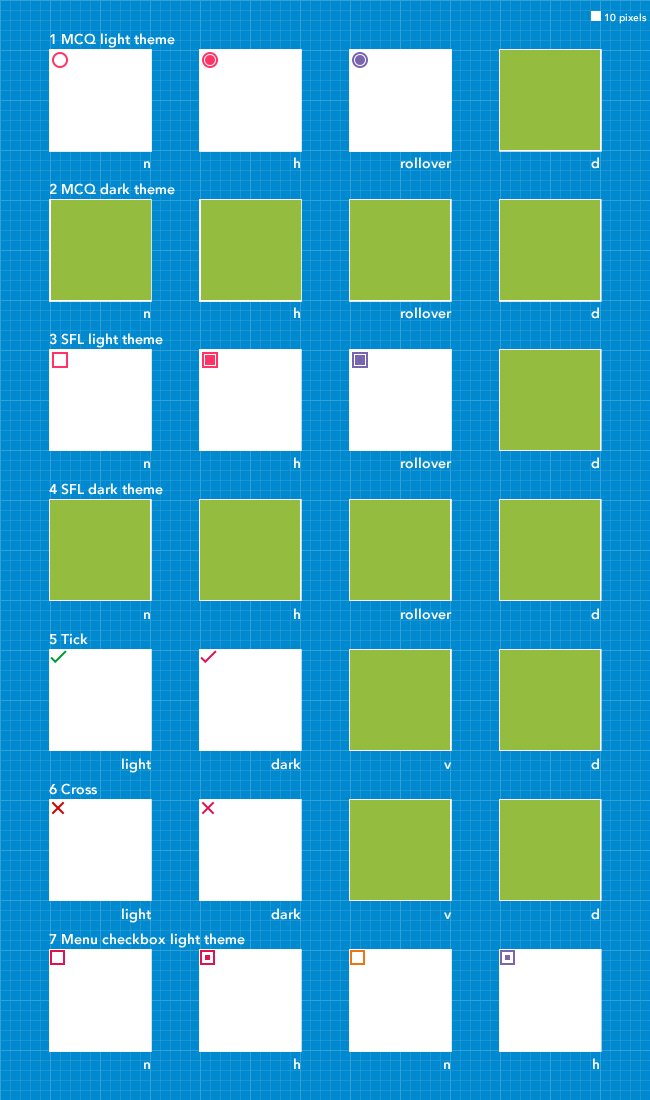 10 pixels
1 MCQ light theme
n h rollover d
2 MCQ dark theme
n h rollover d
3 SFL light theme
n h rollover d
4 SFL dark theme
n h rollover d
5 Tick
light dark v d
6 Cross
light dark v d
7 Menu checkbox light theme
n h n h